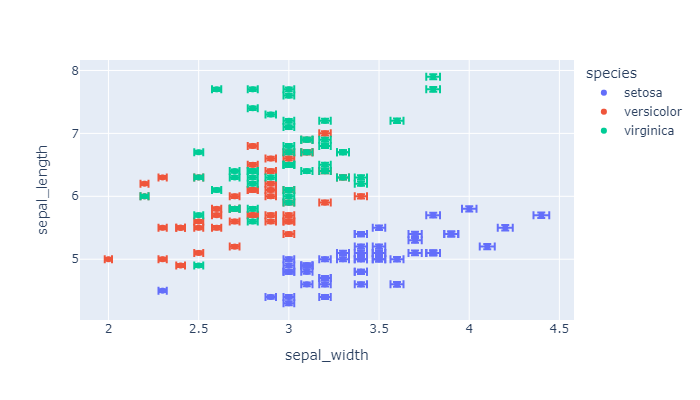 species
setosa
versicolor
virginica
sepal_length
8
7
6
5
2
2.5
3
3.5
4
4.5
sepal_width